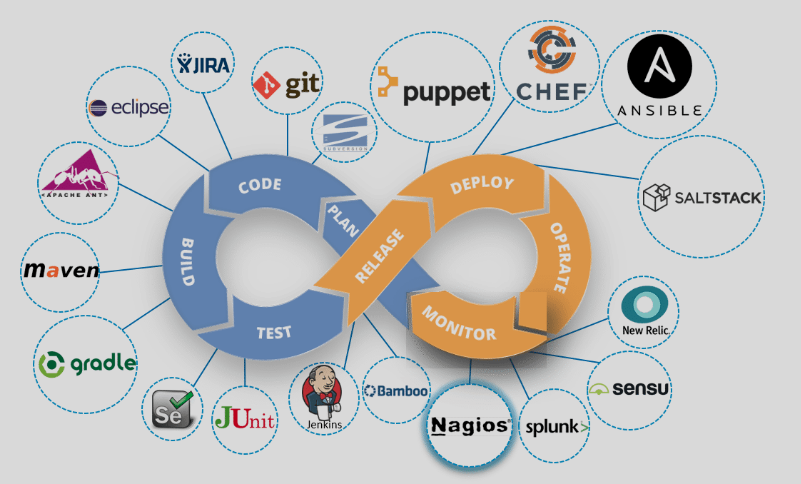 JIRA
git
puppet
CHEF
ANSIBLE
eclipse
SUBVERSION
APACHE ANT
SALTSTACK
CODE
PLAN
DEPLOY
BUILD
RELEASE
OPERATE
TEST
MONITOR
maven
gradle
New Relic.
Se
JUnit
Jenkins
Bamboo
Nagios®
splunk>
sensu